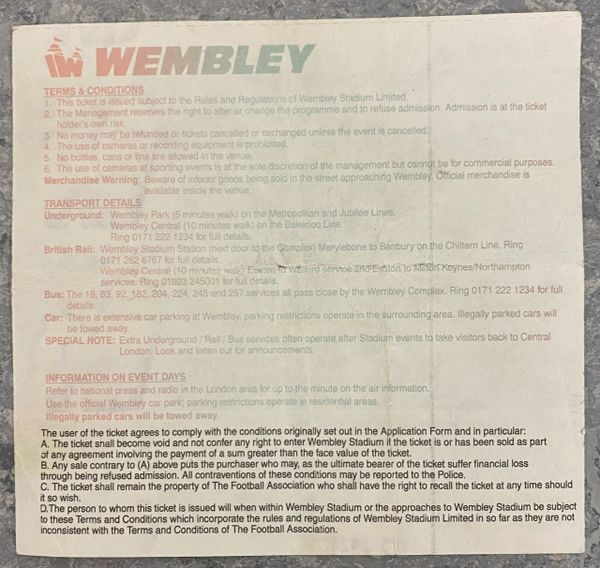 WEMBLEY
TERMS & CONDITIONS
1. This ticket is issued subject to the Rules and Regulations of Wembley Stadium Limited.
2. The Management reserves the right to alter or change the programme and to refuse admission. Admission is at the ticket
holder's own risk.
3. No money may be refunded or tickets cancelled or exchanged unless the event is cancelled.
4. The use of cameras or recording equipment is prohibited.
5. No bottles, cans or tins are allowed in the venue.
6. The use of cameras at sporting events is at the sole discretion of the management but cannot be for commercial purposes.
Merchandise Warning: Beware of inferior goods being sold in the street approaching Wembley. Official merchandise is
available inside the venue.
TRANSPORT DETAILS
Underground: Wembley Park (5 minutes walk) on the Metropolitan and Jubilee Lines.
Wembley Central (10 minutes walk) on the Bakerloo Line.
Ring 0171 222 1234 for full details.
British Rail: Wembley Stadium Station (next door to the Complex) Marylebone to Banbury on the Chiltern Line. Ring
0171 262 6767 for full details.
Wembley Central (10 minutes walk) Euston to Watford service and Euston to Milton Keynes/Northampton
services. Ring 01923 245001 for full details.
Bus: The 18, 83, 92, 182, 204, 224, 245 and 297 services all pass close by the Wembley Complex. Ring 0171 222 1234 for full
details.
Car: There is extensive car parking at Wembley, parking restrictions operate in the surrounding area. Illegally parked cars will
be towed away.
SPECIAL NOTE: Extra Underground / Rail / Bus services often operate after Stadium events to take visitors back to Central
London. Look and listen out for announcements.
INFORMATION ON EVENT DAYS
Refer to national press and radio in the London area for up to the minute on the air information.
Use the official Wembley car park; parking restrictions operate in residential areas.
Illegally parked cars will be towed away.
The user of the ticket agrees to comply with the conditions originally set out in the Application Form and in particular:
A. The ticket shall become void and not confer any right to enter Wembley Stadium if the ticket is or has been sold as part
of any agreement involving the payment of a sum greater than the face value of the ticket.
B. Any sale contrary to (A) above puts the purchaser who may, as the ultimate bearer of the ticket suffer financial loss
through being refused admission. All contraventions of these conditions may be reported to the Police.
C. The ticket shall remain the property of The Football Association who shall have the right to recall the ticket at any time should
it so wish.
D.The person to whom this ticket is issued will when within Wembley Stadium or the approaches to Wembley Stadium be subject
to these Terms and Conditions which incorporate the rules and regulations of Wembley Stadium Limited in so far as they are not
inconsistent with the Terms and Conditions of The Football Association.